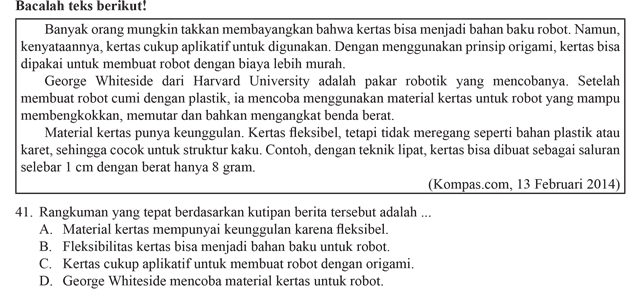 Bacalah teks berikut!
Banyak orang mungkin takkan membayangkan bahwa kertas bisa menjadi bahan baku robot. Namun,
kenyataannya, kertas cukup aplikatif untuk digunakan. Dengan menggunakan prinsip origami, kertas bisa
dipakai untuk membuat robot dengan biaya lebih murah.
George Whiteside dari Harvard University adalah pakar robotik yang mencobanya. Setelah
membuat robot cumi dengan plastik, ia mencoba menggunakan material kertas untuk robot yang mampu
membengkokkan, memutar dan bahkan mengangkat benda berat.
Material kertas punya keunggulan. Kertas fleksibel, tetapi tidak meregang seperti bahan plastik atau
karet, sehingga cocok untuk struktur kaku. Contoh, dengan teknik lipat, kertas bisa dibuat sebagai saluran
selebar 1 cm dengan berat hanya 8 gram.
(Kompas.com, 13 Februari 2014)
41. Rangkuman yang tepat berdasarkan kutipan berita tersebut adalah ...
A. Material kertas mempunyai keunggulan karena fleksibel.
B. Fleksibilitas kertas bisa menjadi bahan baku untuk robot.
C. Kertas cukup aplikatif untuk membuat robot dengan origami.
D. George Whiteside mencoba material kertas untuk robot.